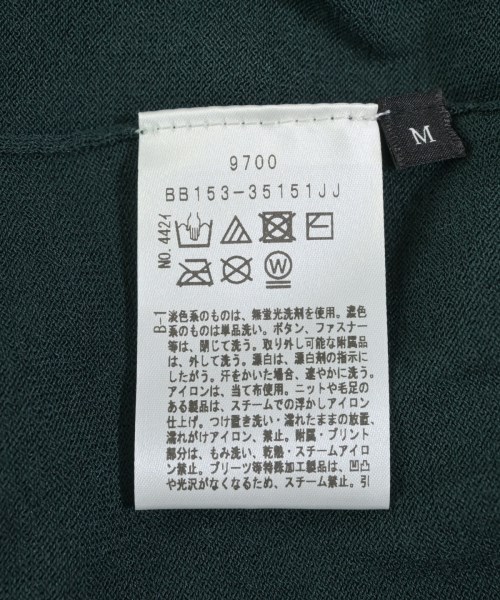 M
9700
BB153-35151JJ
NO.442イ
W
B-1
淡色系のものは、無蛍光洗剤を使用。濃色
系のものは単品洗い。ボタン、ファスナー
等は、閉じて洗う。取り外し可能な附属品
は、外して洗う。漂白は、漂白剤の指示に
したがう。汗をかいた場合、速やかに洗う。
アイロンは、当て布使用。ニットや毛足の
ある製品は、スチームでの浮かしアイロン
仕上げ。つけ置き洗い・濡れたままの放置、
濡れがけアイロン、禁止。附属・プリント
部分は、もみ洗い、乾燥・スチームアイロ
ン禁止。プリーツ等特殊加工製品は、凹凸
や光沢がなくなるため、スチーム禁止。引